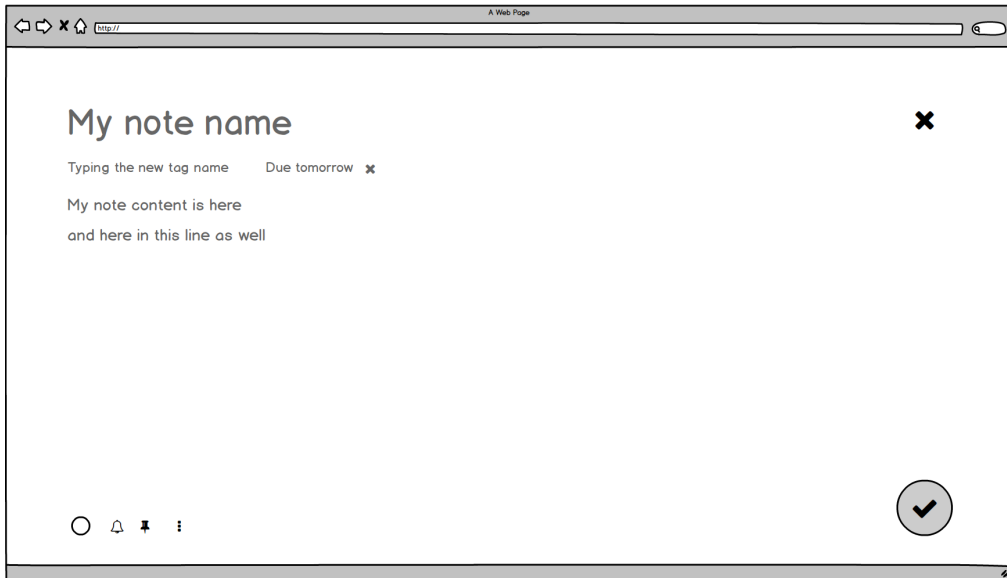 A Web Page
http://
My note name
Typing the new tag name Due tomorrow
My note content is here
and here in this line as well